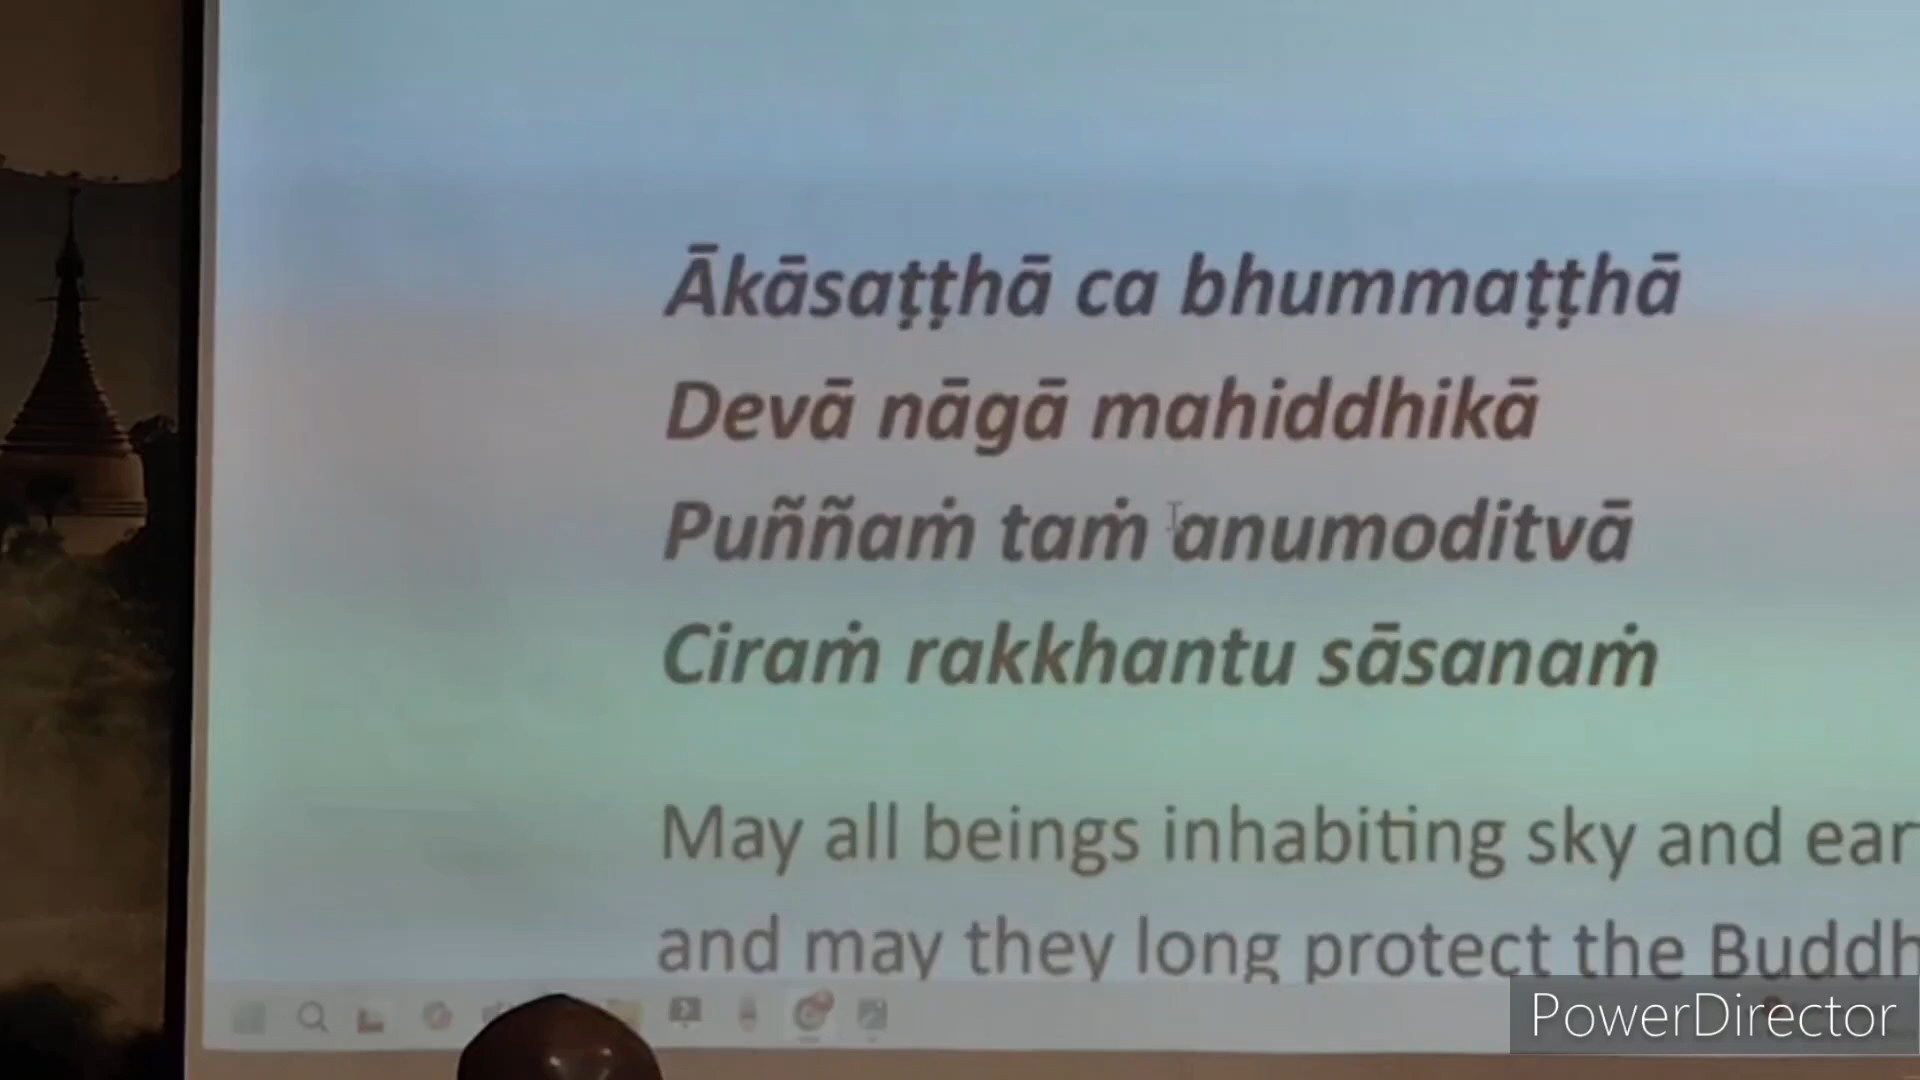 Ākāsaṭṭhā ca bhummaṭṭhā
Devā nāgā mahiddhikā
Puññaṁ taṁ anumoditvā
Ciraṁ rakkhantu sāsanaṁ
May all beings inhabiting sky and ear
and may they long protect the Buddh
PowerDirector